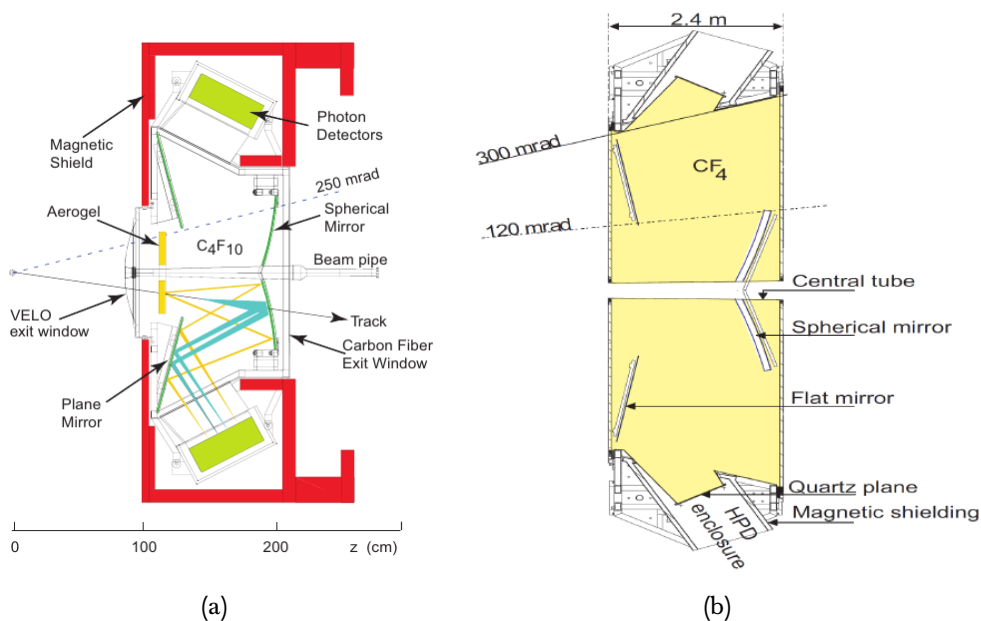 Magnetic
Shield
Photon
Detectors
250 mrad
Aerogel
C4F10
Spherical
Mirror
Beam pipe
VELO
exit window
Track
Carbon Fiber
Exit Window
Plane
Mirror
0
100
200
z (cm)
(a)
2.4 m
300 mrad
CF4
120 mrad
Central tube
Spherical mirror
Flat mirror
Quartz plane
Magnetic shielding
HPD
enclosure
(b)